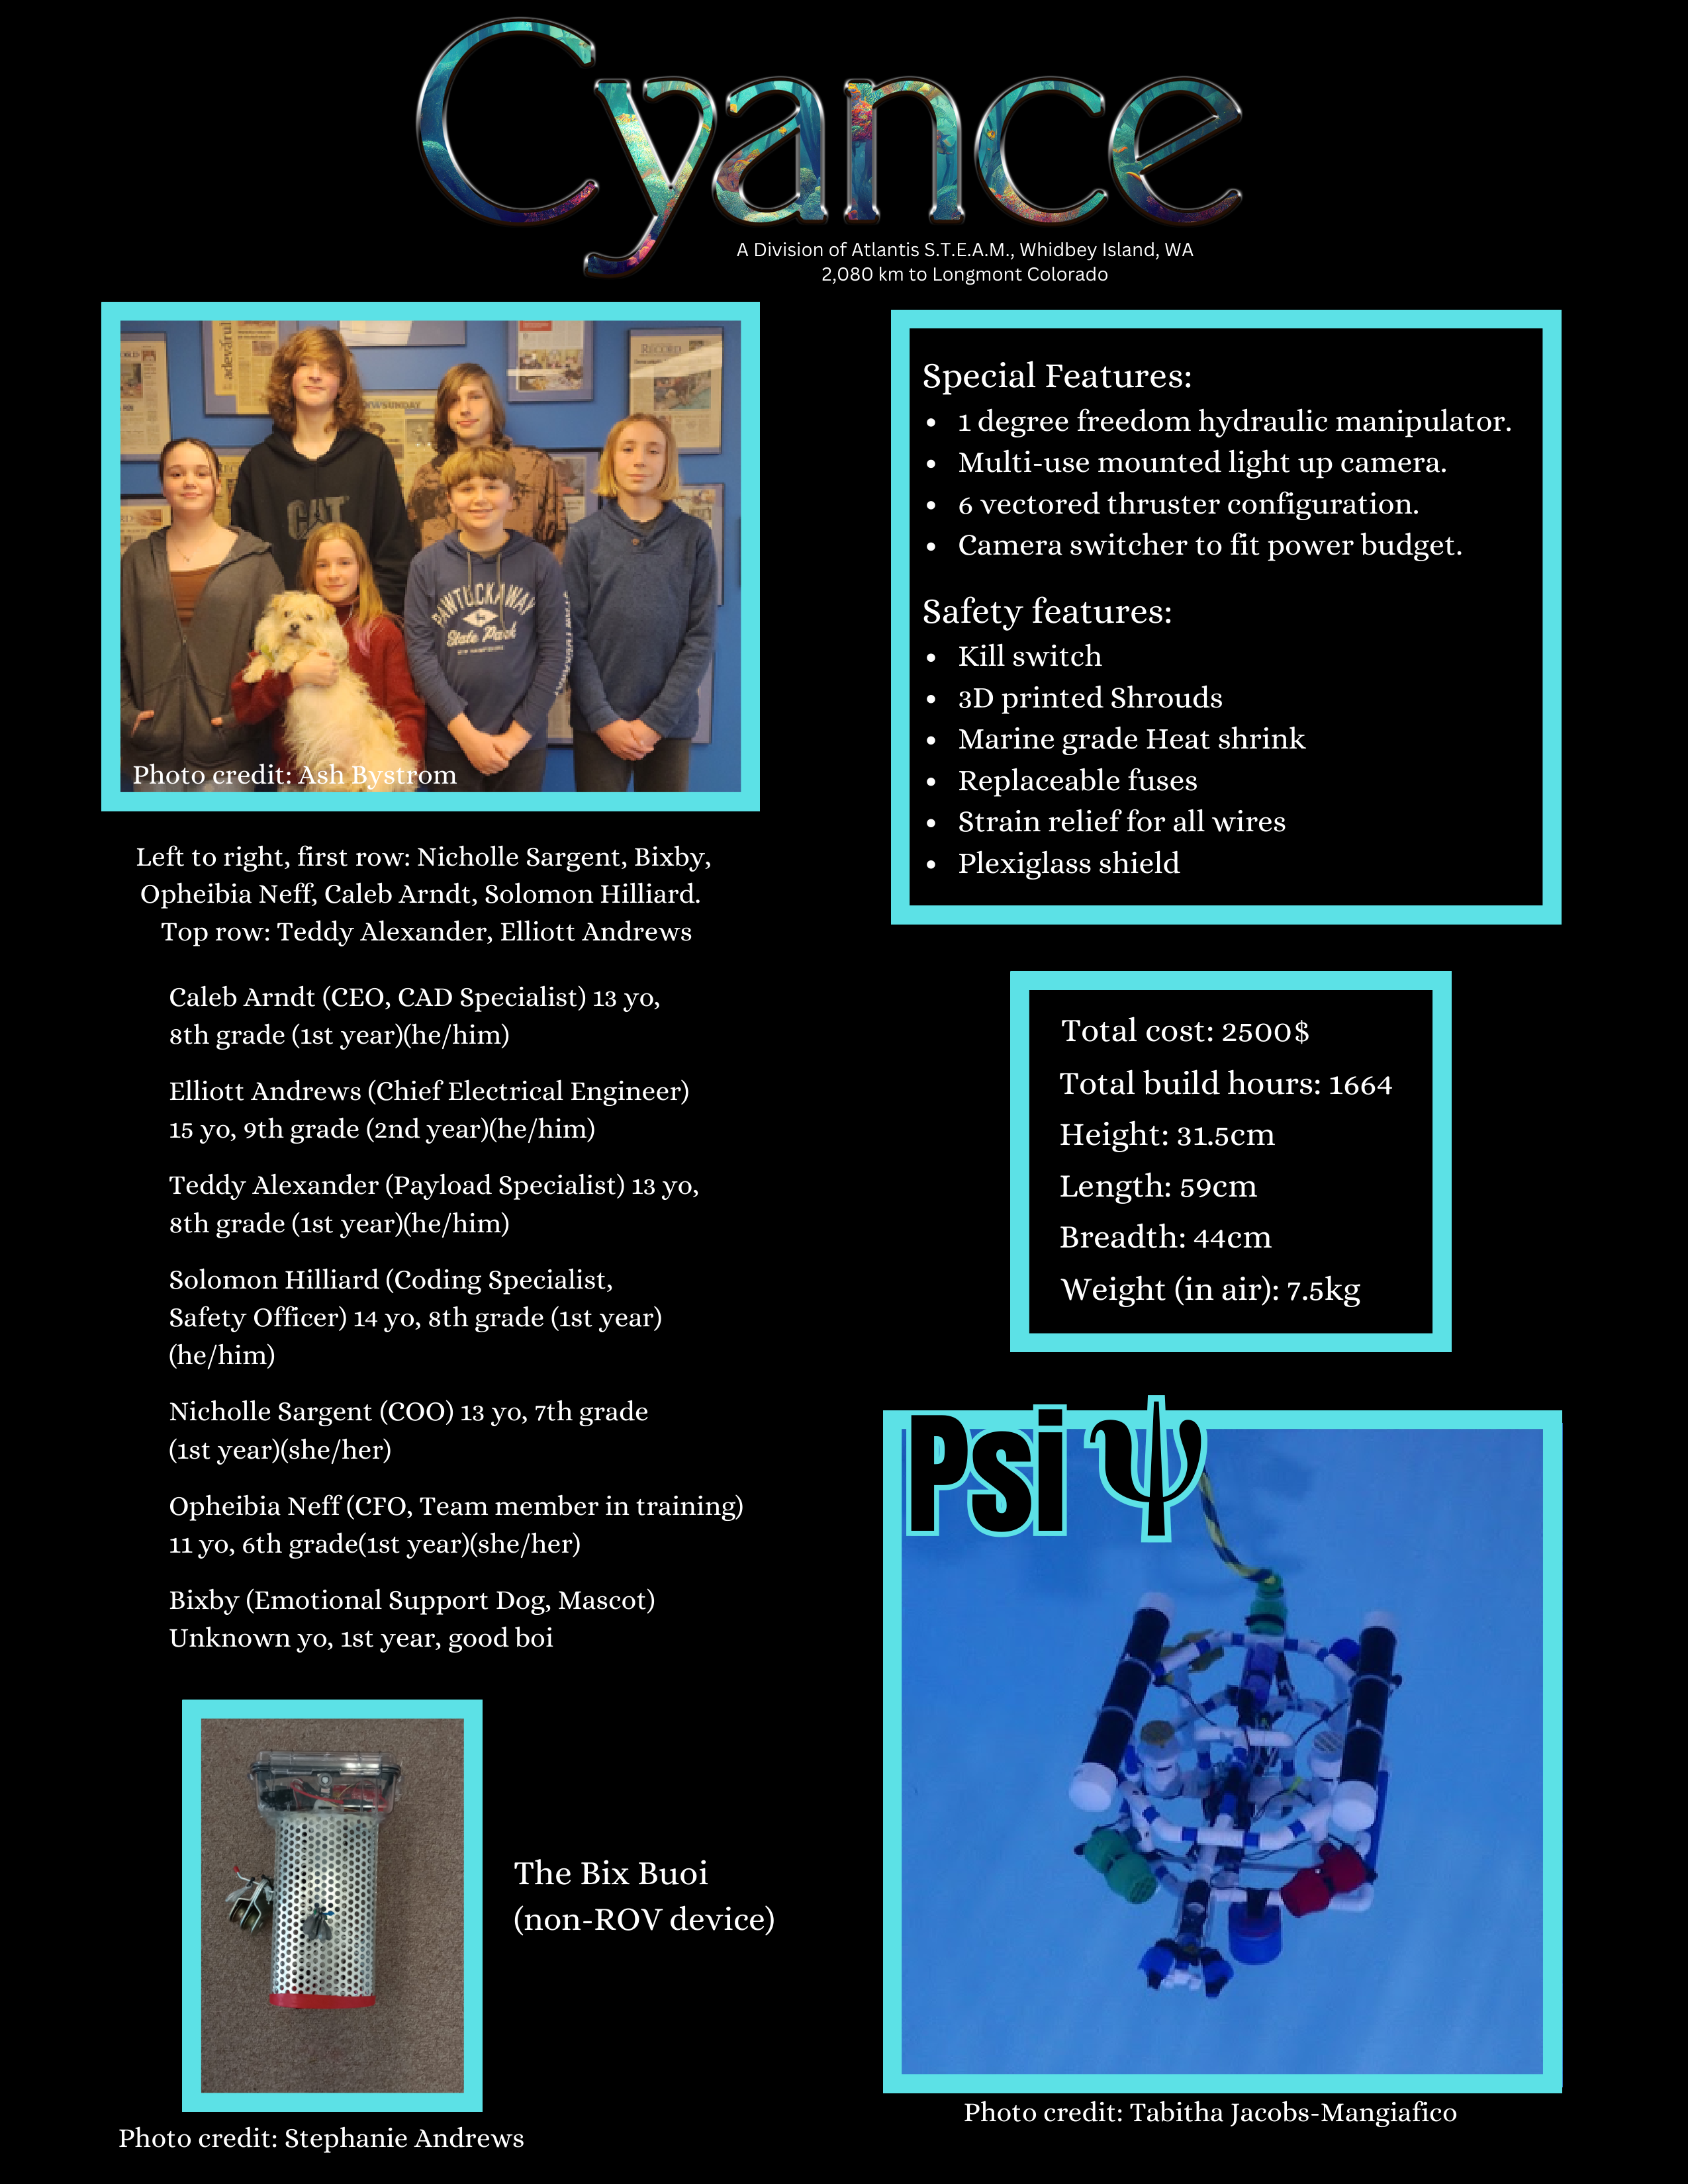 Cyance
A Division of Atlantis S.T.E.A.M., Whidbey Island, WA
2,080 km to Longmont Colorado
adevărul
RECORD
CAT
PAWTUCKAWAY
State Park
Photo credit: Ash Bystrom
Left to right, first row: Nicholle Sargent, Bixby,
Opheibia Neff, Caleb Arndt, Solomon Hilliard.
Top row: Teddy Alexander, Elliott Andrews
Caleb Arndt (CEO, CAD Specialist) 13 yo,
8th grade (1st year)(he/him)
Elliott Andrews (Chief Electrical Engineer)
15 yo, 9th grade (2nd year)(he/him)
Teddy Alexander (Payload Specialist) 13 yo,
8th grade (1st year)(he/him)
Solomon Hilliard (Coding Specialist,
Safety Officer) 14 yo, 8th grade (1st year)
(he/him)
Nicholle Sargent (COO) 13 yo, 7th grade
(1st year)(she/her)
Opheibia Neff (CFO, Team member in training)
11 yo, 6th grade(1st year)(she/her)
Bixby (Emotional Support Dog, Mascot)
Unknown yo, 1st year, good boi
The Bix Buoi
(non-ROV device)
Photo credit: Stephanie Andrews
Special Features:
• 1 degree freedom hydraulic manipulator.
• Multi-use mounted light up camera.
• 6 vectored thruster configuration.
• Camera switcher to fit power budget.
Safety features:
• Kill switch
• 3D printed Shrouds
• Marine grade Heat shrink
• Replaceable fuses
• Strain relief for all wires
• Plexiglass shield
Total cost: 2500$
Total build hours: 1664
Height: 31.5cm
Length: 59cm
Breadth: 44cm
Weight (in air): 7.5kg
Psi ψ
Photo credit: Tabitha Jacobs-Mangiafico